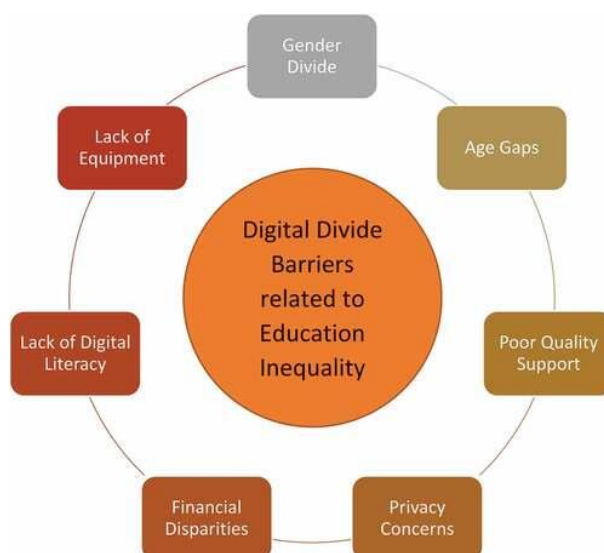 Gender
Divide
Age Gaps
Poor Quality
Support
Privacy
Concerns
Financial
Disparities
Lack of Digital
Literacy
Lack of
Equipment
Digital Divide
Barriers
related to
Education
Inequality